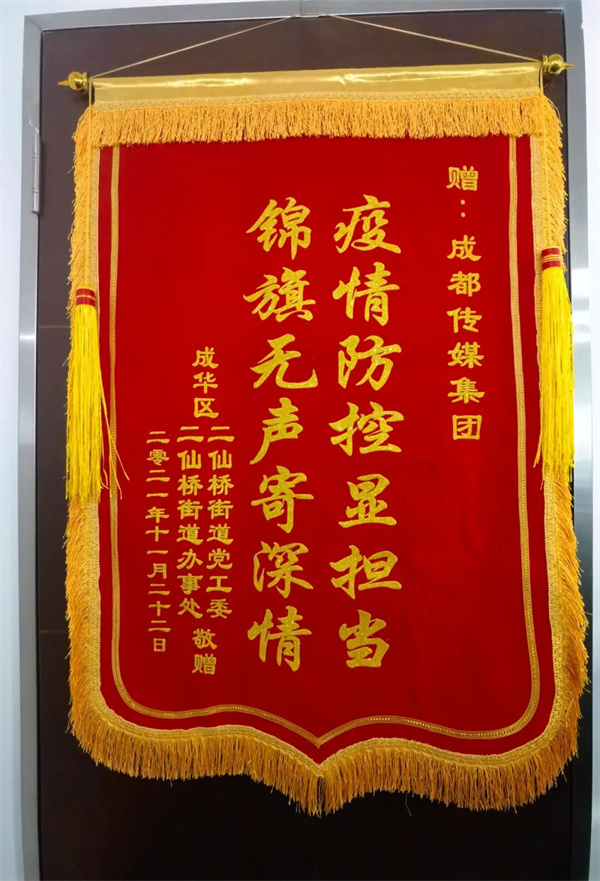 赠：成都传媒集团
疫情防控显担当
锦旗无声寄深情
成华区
二仙桥街道党工委
二仙桥街道办事处
敬赠
二零二一年十一月二十二日